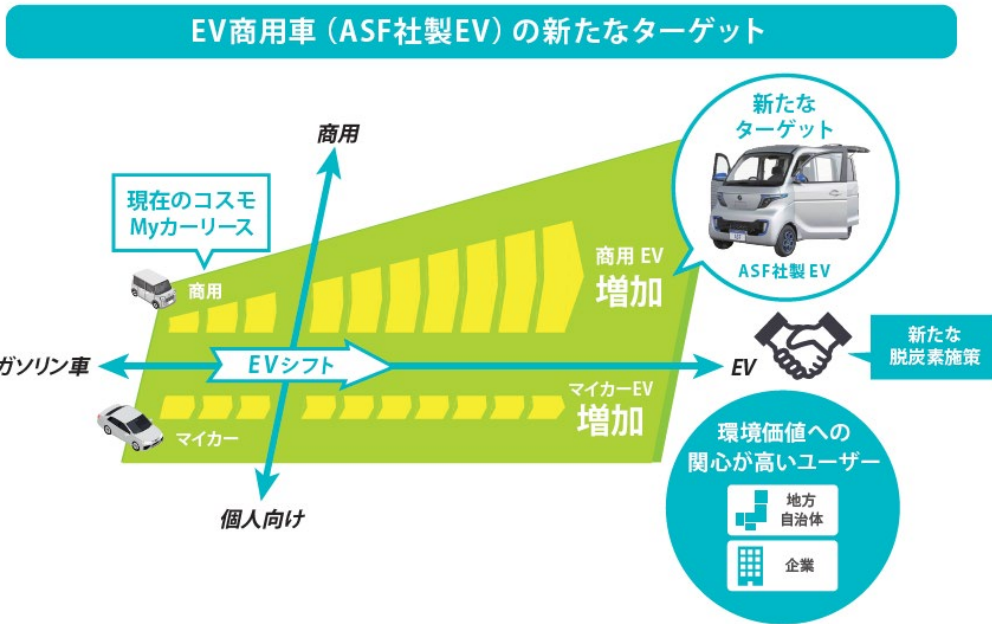 EV商用車（ASF社製EV）の新たなターゲット
商用
新たな
ターゲット
現在のコスモ
Myカーリース
ASF社製EV
商用
商用 EV
増加
ガソリン車
EVシフト
EV
新たな
脱炭素施策
マイカーEV
増加
マイカー
環境価値への
関心が高いユーザー
地方
自治体
企業
個人向け